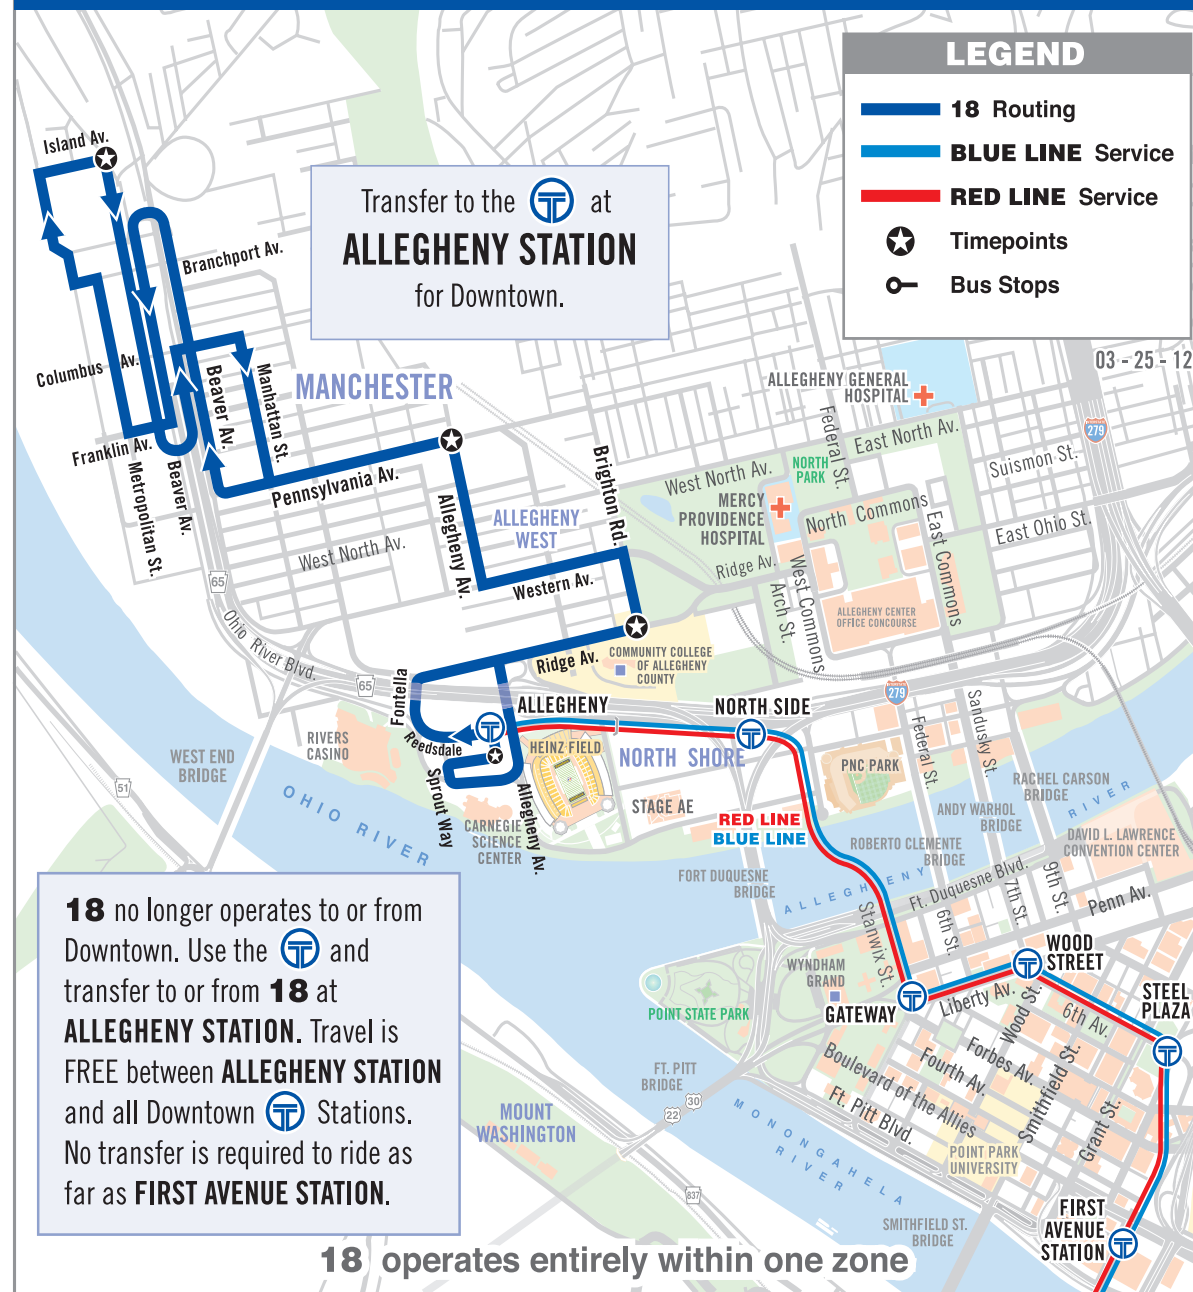 LEGEND
18 Routing
BLUE LINE Service
RED LINE Service
Timepoints
Bus Stops
03 - 25 - 12
Island Av.
Transfer to the T at
ALLEGHENY STATION
for Downtown.
Branchport Av.
Columbus Av.
Beaver Av.
Manhattan St.
MANCHESTER
Franklin Av.
Metropolitan St.
Beaver Av.
Pennsylvania Av.
Allegheny Av.
ALLEGHENY
WEST
Brighton Rd.
West North Av.
Western Av.
ALLEGHENY GENERAL
HOSPITAL
Federal St.
East North Av.
279
Suismon St.
West North Av.
NORTH
PARK
MERCY
PROVIDENCE
HOSPITAL
North Commons
East Commons
East Ohio St.
Ridge Av.
Arch St.
West Commons
ALLEGHENY CENTER
OFFICE CONCOURSE
65
Ohio River Blvd.
65
Ridge Av.
COMMUNITY COLLEGE
OF ALLEGHENY
COUNTY
Fontella
Reedsdale
Sprout Way
Allegheny Av.
ALLEGHENY
T
HEINZ FIELD
NORTH SIDE
T
NORTH SHORE
279
Federal St.
Sandusky St.
RIVERS
CASINO
WEST END
BRIDGE
51
OHIO RIVER
CARNEGIE
SCIENCE
CENTER
STAGE AE
PNC PARK
RED LINE
BLUE LINE
RACHEL CARSON
BRIDGE
ANDY WARHOL
BRIDGE
ROBERTO CLEMENTE
BRIDGE
DAVID L. LAWRENCE
CONVENTION CENTER
FORT DUQUESNE
BRIDGE
ALLEGHENY RIVER
Ft. Duquesne Blvd.
Stanwix St.
6th St.
7th St.
9th St.
Penn Av.
18 no longer operates to or from
Downtown. Use the T and
transfer to or from 18 at
ALLEGHENY STATION. Travel is
FREE between ALLEGHENY STATION
and all Downtown T Stations.
No transfer is required to ride as
far as FIRST AVENUE STATION.
WYNDHAM
GRAND
POINT STATE PARK
GATEWAY
T
WOOD
STREET
T
Liberty Av.
Wood St.
6th Av.
STEEL
PLAZA
T
Forbes Av.
Fourth Av.
Boulevard of the Allies
Ft. Pitt Blvd.
Smithfield St.
Grant St.
FT. PITT
BRIDGE
22
30
MOUNT
WASHINGTON
MONONGAHELA
RIVER
POINT PARK
UNIVERSITY
837
SMITHFIELD ST.
BRIDGE
FIRST
AVENUE
STATION
T
18 operates entirely within one zone